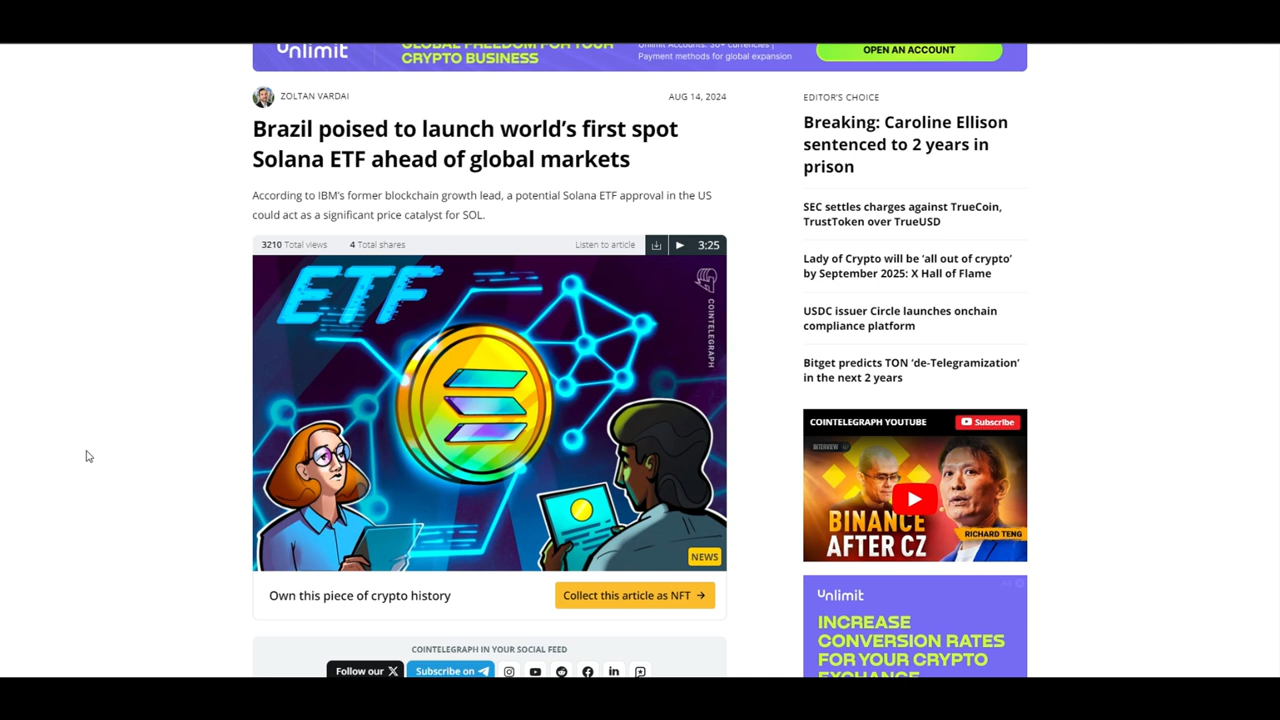 Unlimit
GLOBAL FREEDOM FOR YOUR
CRYPTO BUSINESS
Unlimit Accounts. 30+ currencies |
Payment methods for global expansion
OPEN AN ACCOUNT
ZOLTAN VARDAI
AUG 14, 2024
Brazil poised to launch world’s first spot
Solana ETF ahead of global markets
According to IBM’s former blockchain growth lead, a potential Solana ETF approval in the US
could act as a significant price catalyst for SOL.
3210 Total views
4 Total shares
Listen to article
3:25
ETF
COINTELEGRAPH
NEWS
Own this piece of crypto history
Collect this article as NFT →
COINTELEGRAPH IN YOUR SOCIAL FEED
Follow our X
Subscribe on
in
EDITOR’S CHOICE
Breaking: Caroline Ellison
sentenced to 2 years in
prison
SEC settles charges against TrueCoin,
TrustToken over TrueUSD
Lady of Crypto will be ‘all out of crypto’
by September 2025: X Hall of Flame
USDC issuer Circle launches onchain
compliance platform
Bitget predicts TON ‘de-Telegramization’
in the next 2 years
COINTELEGRAPH YOUTUBE
Subscribe
INTERVIEW
BINANCE
AFTER CZ
RICHARD TENG
Unlimit
INCREASE
CONVERSION RATES
FOR YOUR CRYPTO
EXCHANGE